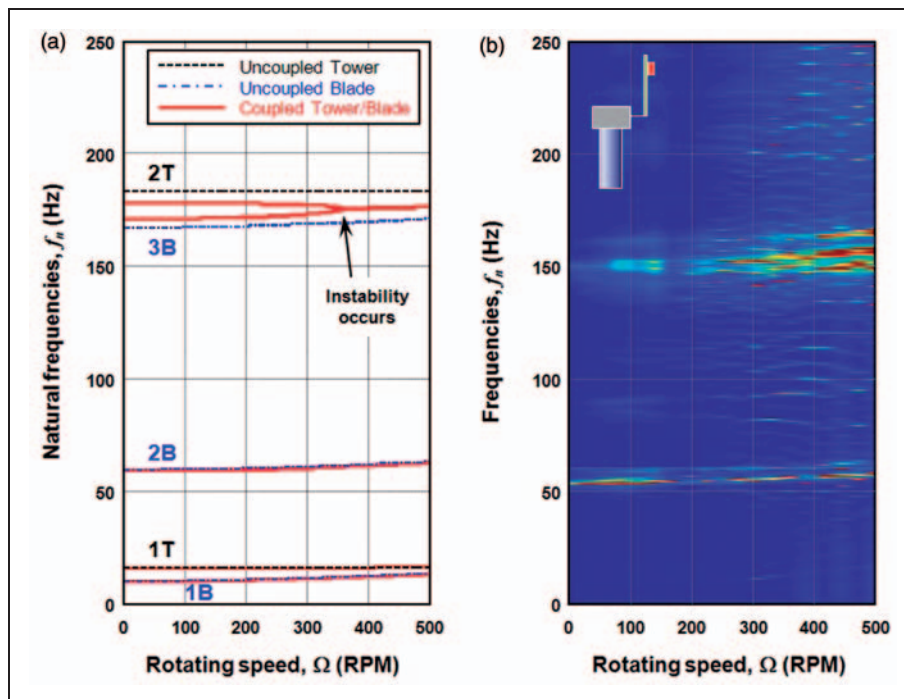 (a)
250
200
150
100
50
0
Natural frequencies, fₙ (Hz)
Uncoupled Tower
Uncoupled Blade
Coupled Tower/Blade
2T
3B
Instability
occurs
2B
1T
1B
0 100 200 300 400 500
Rotating speed, Ω (RPM)
(b)
250
200
150
100
50
0
Frequencies, fₙ (Hz)
0 100 200 300 400 500
Rotating speed, Ω (RPM)